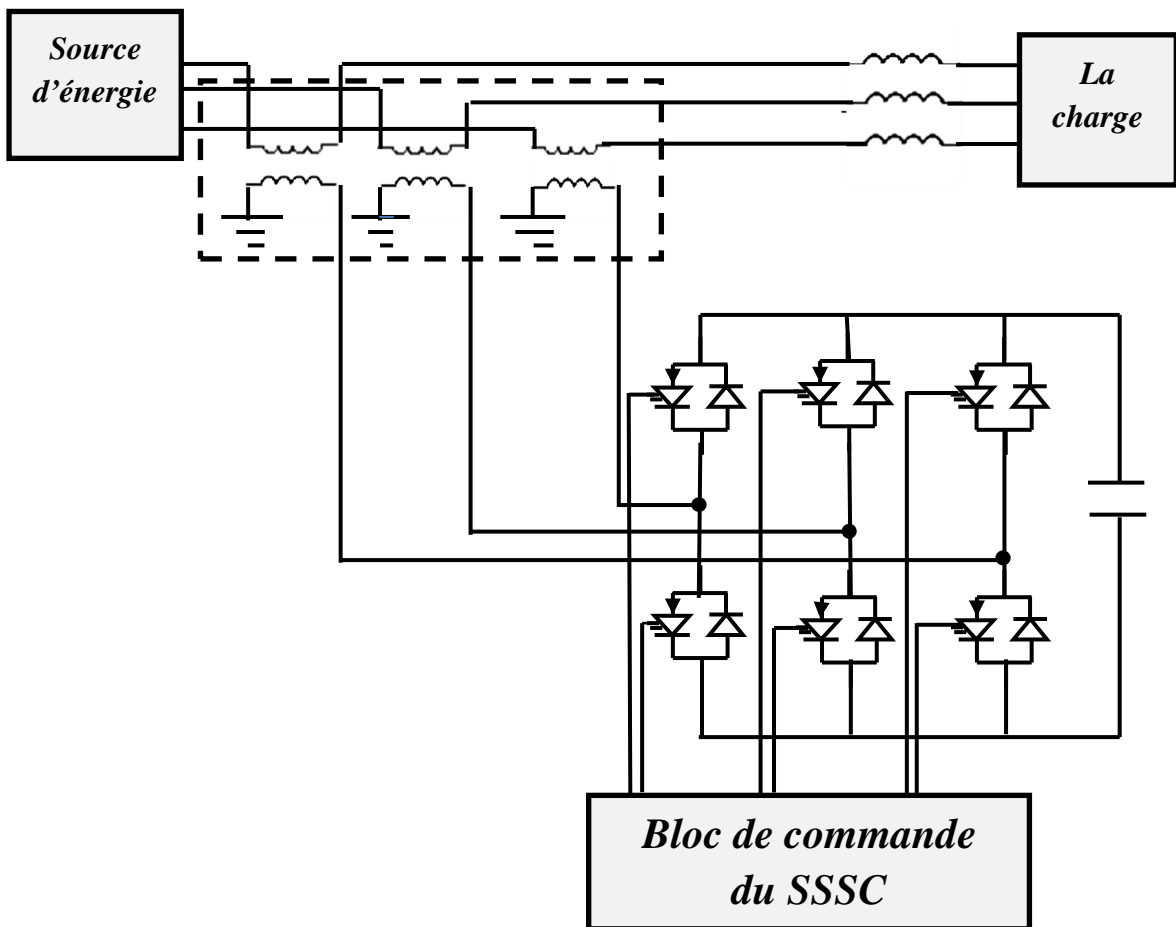 Source
d’énergie
La
charge
Bloc de commande
du SSSC